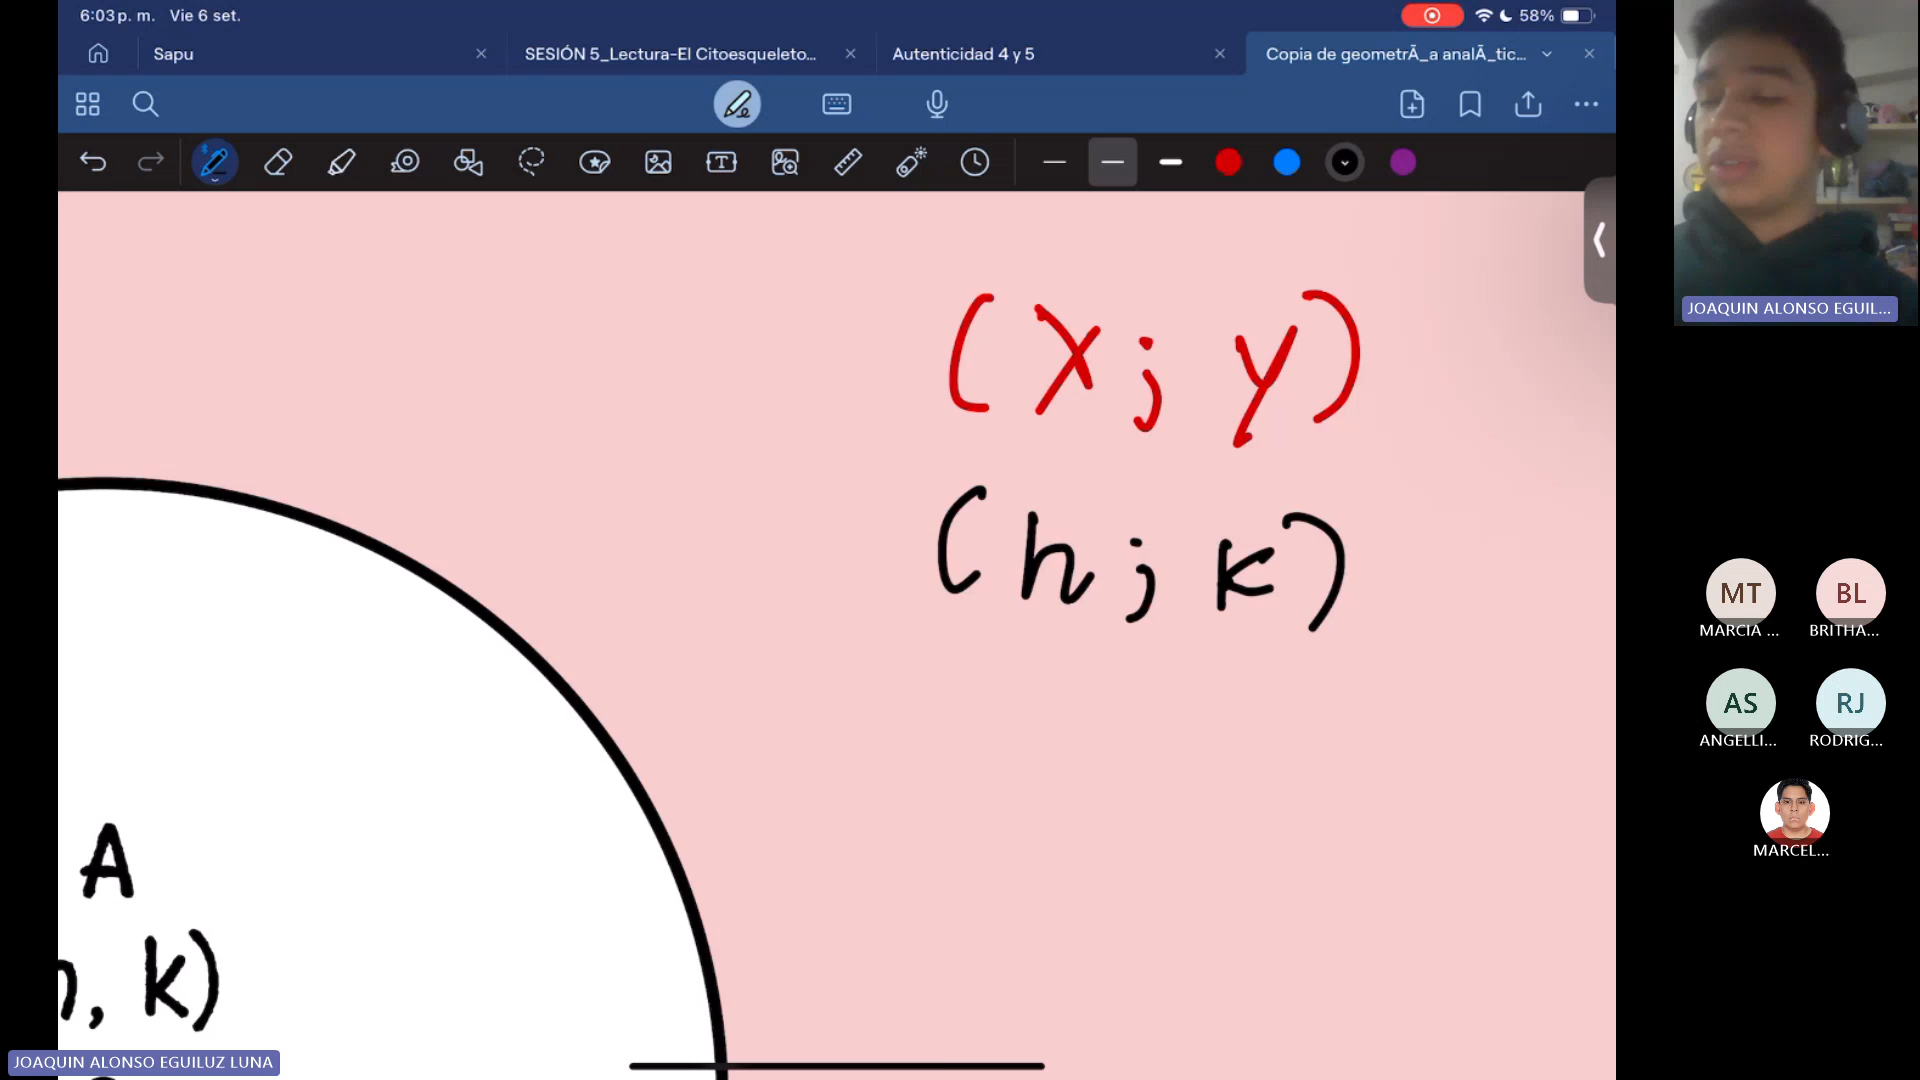 6:03 p. m. Vie 6 set.
58%
Sapu
SESIÓN 5_Lectura-El Citoesqueleto...
Autenticidad 4 y 5
Copia de geometrÃ_a analÃ_tic...
(x; y)
(h; k)
A
h, k)
JOAQUIN ALONSO EGUIL...
MT
MARCIA ...
BL
BRITHA...
AS
ANGELLI...
RJ
RODRIG...
MARCEL...
JOAQUIN ALONSO EGUILUZ LUNA